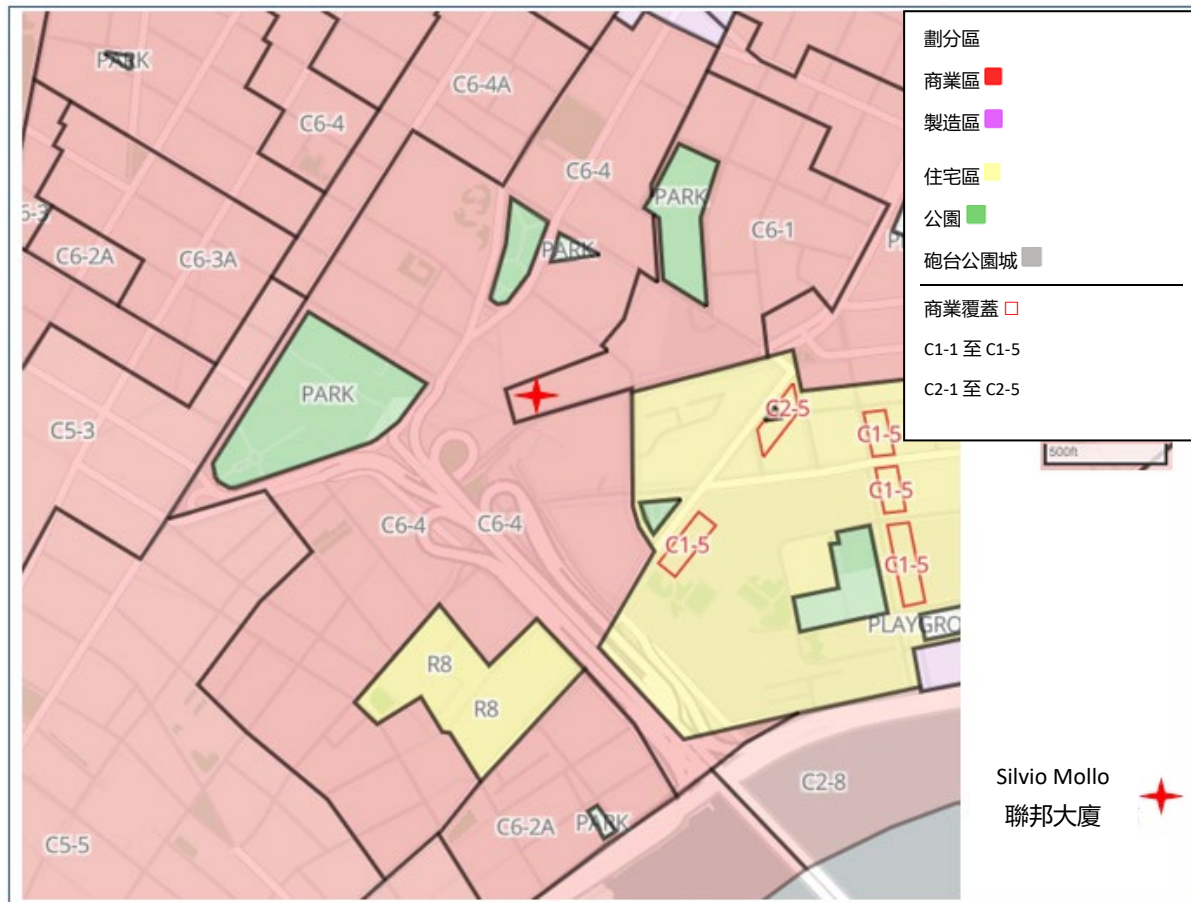 PARK
C6-4A
C6-4
C6-4
PARK
PARK
C6-1
C6-2A
C6-3A
PARK
C5-3
C6-4
C6-4
C2-5
C1-5
C1-5
C1-5
C1-5
PLAYGRO
R8
R8
C2-8
C6-2A
PARK
C5-5
劃分區
商業區
製造區
住宅區
公園
砲台公園城
商業覆蓋
C1-1 至 C1-5
C2-1 至 C2-5
500ft
Silvio Mollo
聯邦大廈